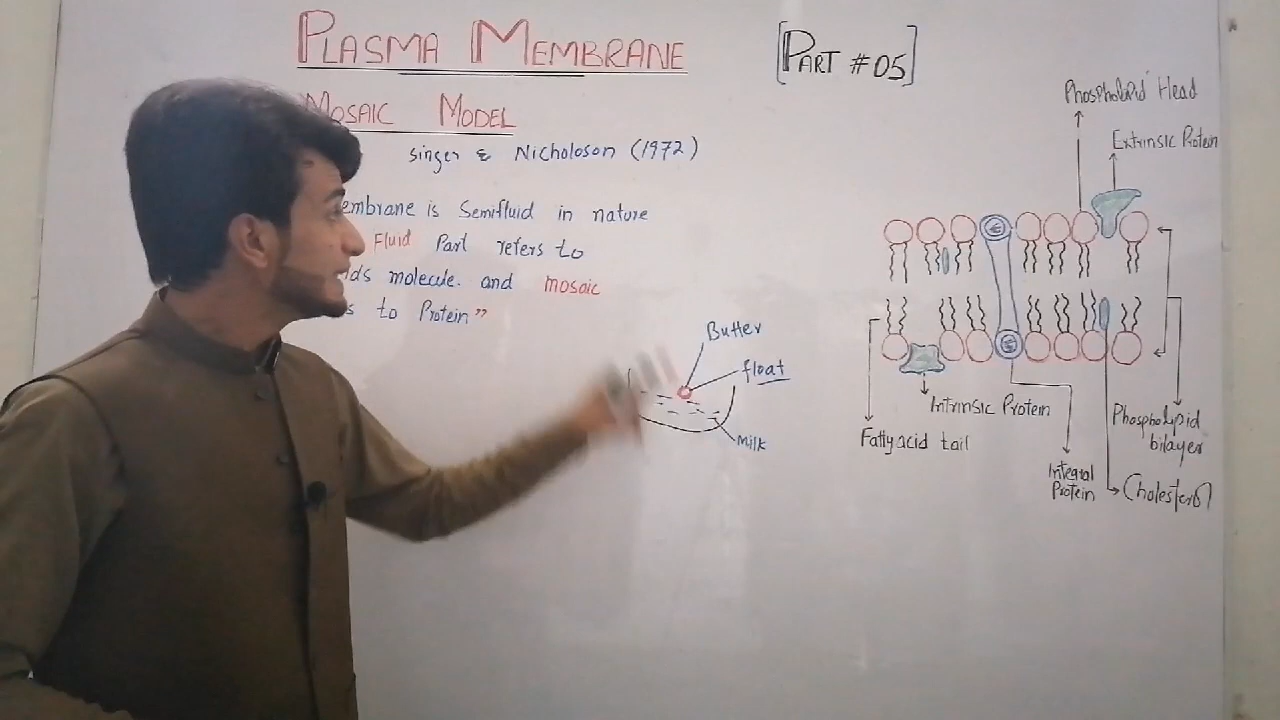 PLASMA MEMBRANE
[PART #05]
MOSAIC MODEL
Singer & Nicholoson (1972)
embrane is Semifluid in nature
Fluid Part refers to
ids molecule. and mosaic
s to Protein"
Butter
float
Milk
Phospholipid Head
Extrinsic Protein
Intrinsic Protein
Fatty acid tail
Phospholipid
bilayer
Integral
Protein
Cholesterol